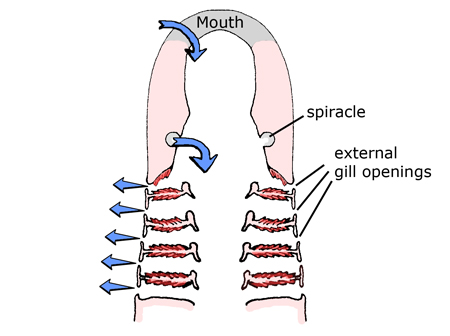 Mouth
spiracle
external
gill openings